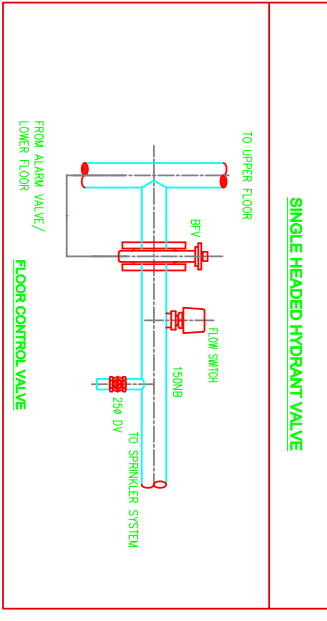 SINGLE HEADED HYDRANT VALVE
TO UPPER FLOOR
BFV
FLOW SWITCH
150NB
TO SPRINKLER SYSTEM
25ø DV
FROM ALARM VALVE/
LOWER FLOOR
FLOOR CONTROL VALVE